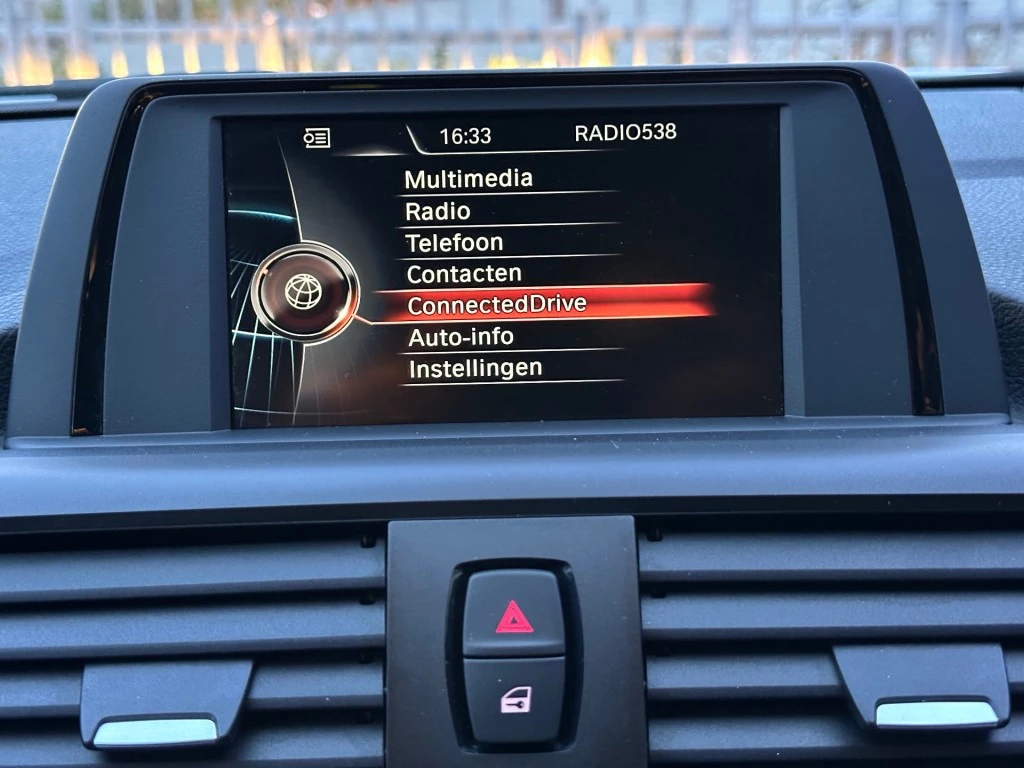 16:33 RADIO538
Multimedia
Radio
Telefoon
Contacten
ConnectedDrive
Auto-info
Instellingen